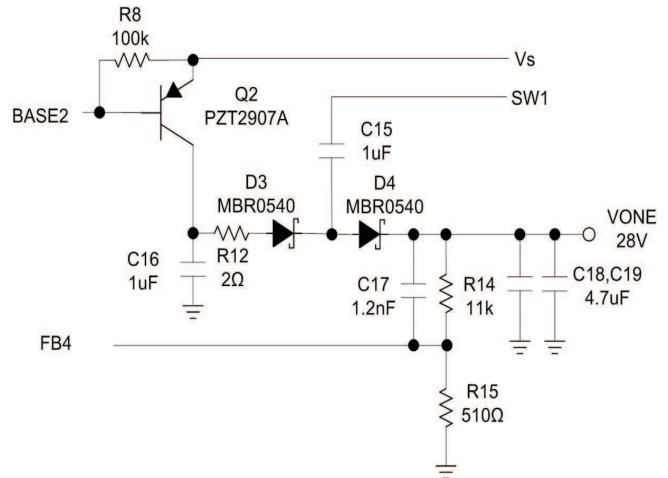 R8
100k
Vs
Q2
PZT2907A
SW1
BASE2
C15
1uF
D3
MBR0540
D4
MBR0540
VONE
28V
C16
1uF
R12
2Ω
C17
1.2nF
R14
11k
C18,C19
4.7uF
FB4
R15
510Ω